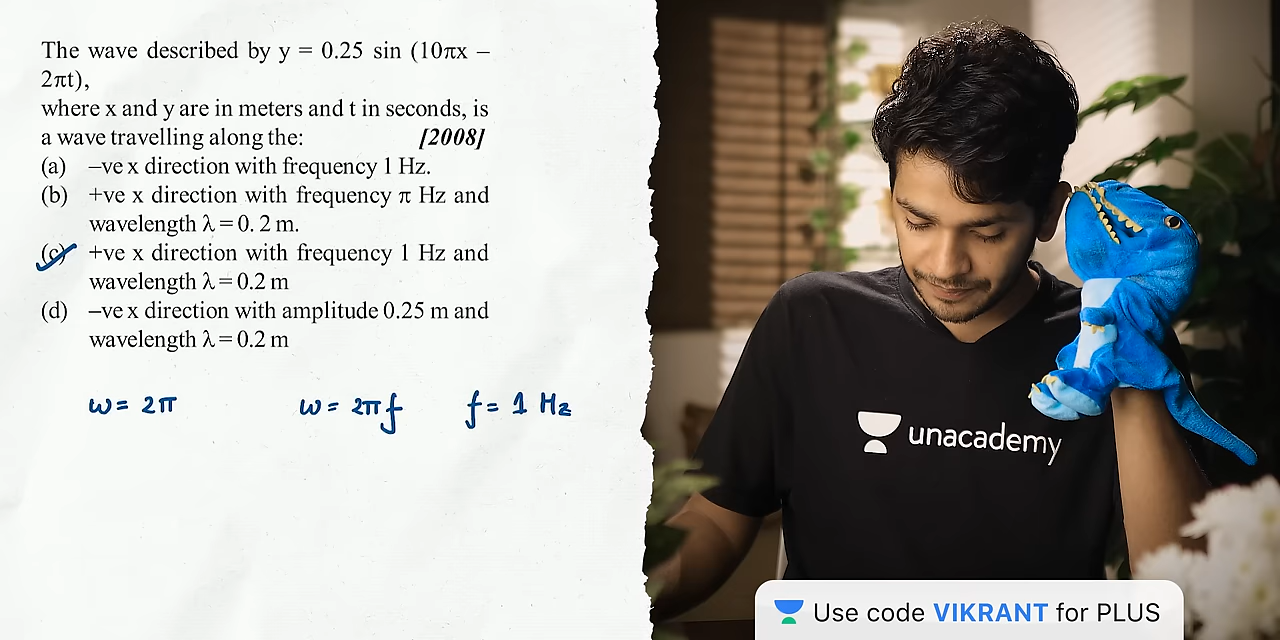 The wave described by y = 0.25 sin (10πx –
2πt),
where x and y are in meters and t in seconds, is
a wave travelling along the: [2008]
(a) –ve x direction with frequency 1 Hz.
(b) +ve x direction with frequency π Hz and
wavelength λ = 0. 2 m.
(c) +ve x direction with frequency 1 Hz and
wavelength λ = 0.2 m
(d) –ve x direction with amplitude 0.25 m and
wavelength λ = 0.2 m
ω = 2π ω = 2πf f = 1 Hz
unacademy
Use code VIKRANT for PLUS